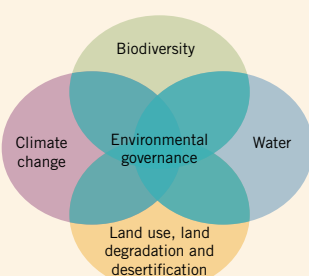 Biodiversity
Climate
change
Environmental
governance
Water
Land use, land
degradation and
desertification